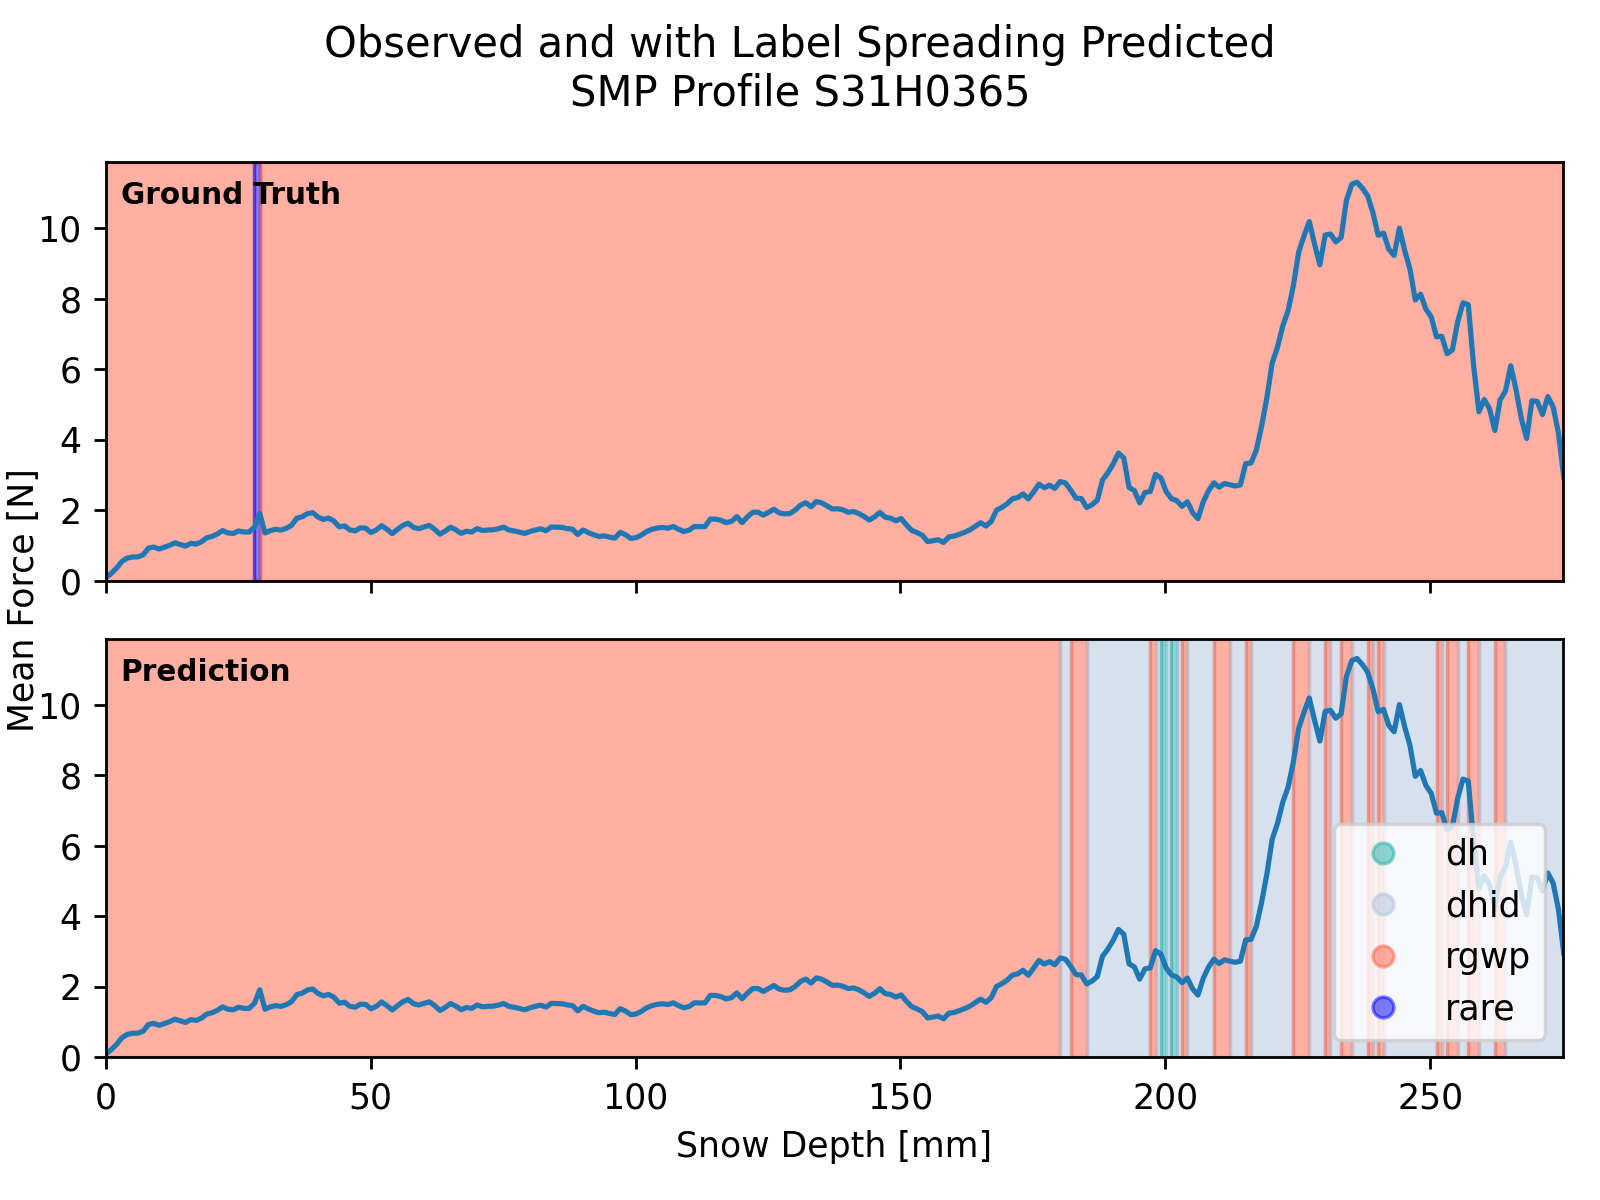 Observed and with Label Spreading Predicted
SMP Profile S31H0365
Ground Truth
10
8
6
4
2
0
Mean Force [N]
Prediction
10
8
6
4
2
0
dh
dhid
rgwp
rare
0 50 100 150 200 250
Snow Depth [mm]